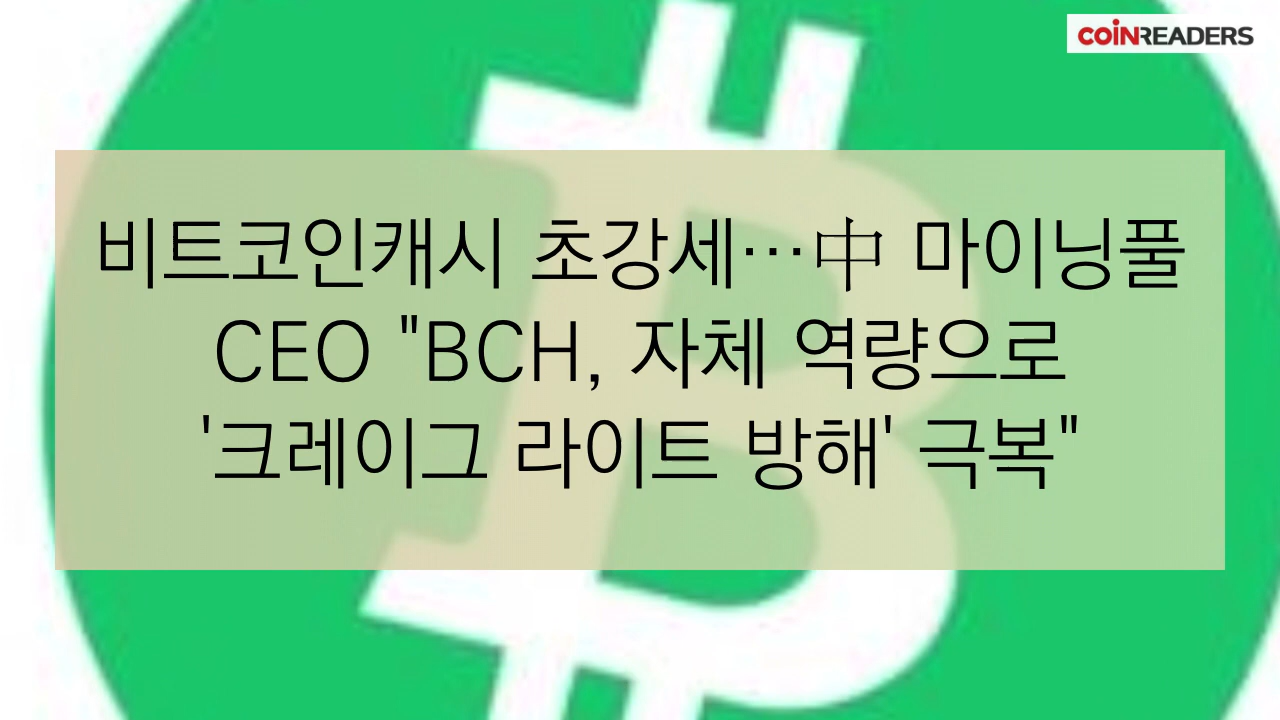 COINREADERS
비트코인캐시 초강세…中 마이닝풀
CEO "BCH, 자체 역량으로
'크레이그 라이트 방해' 극복"